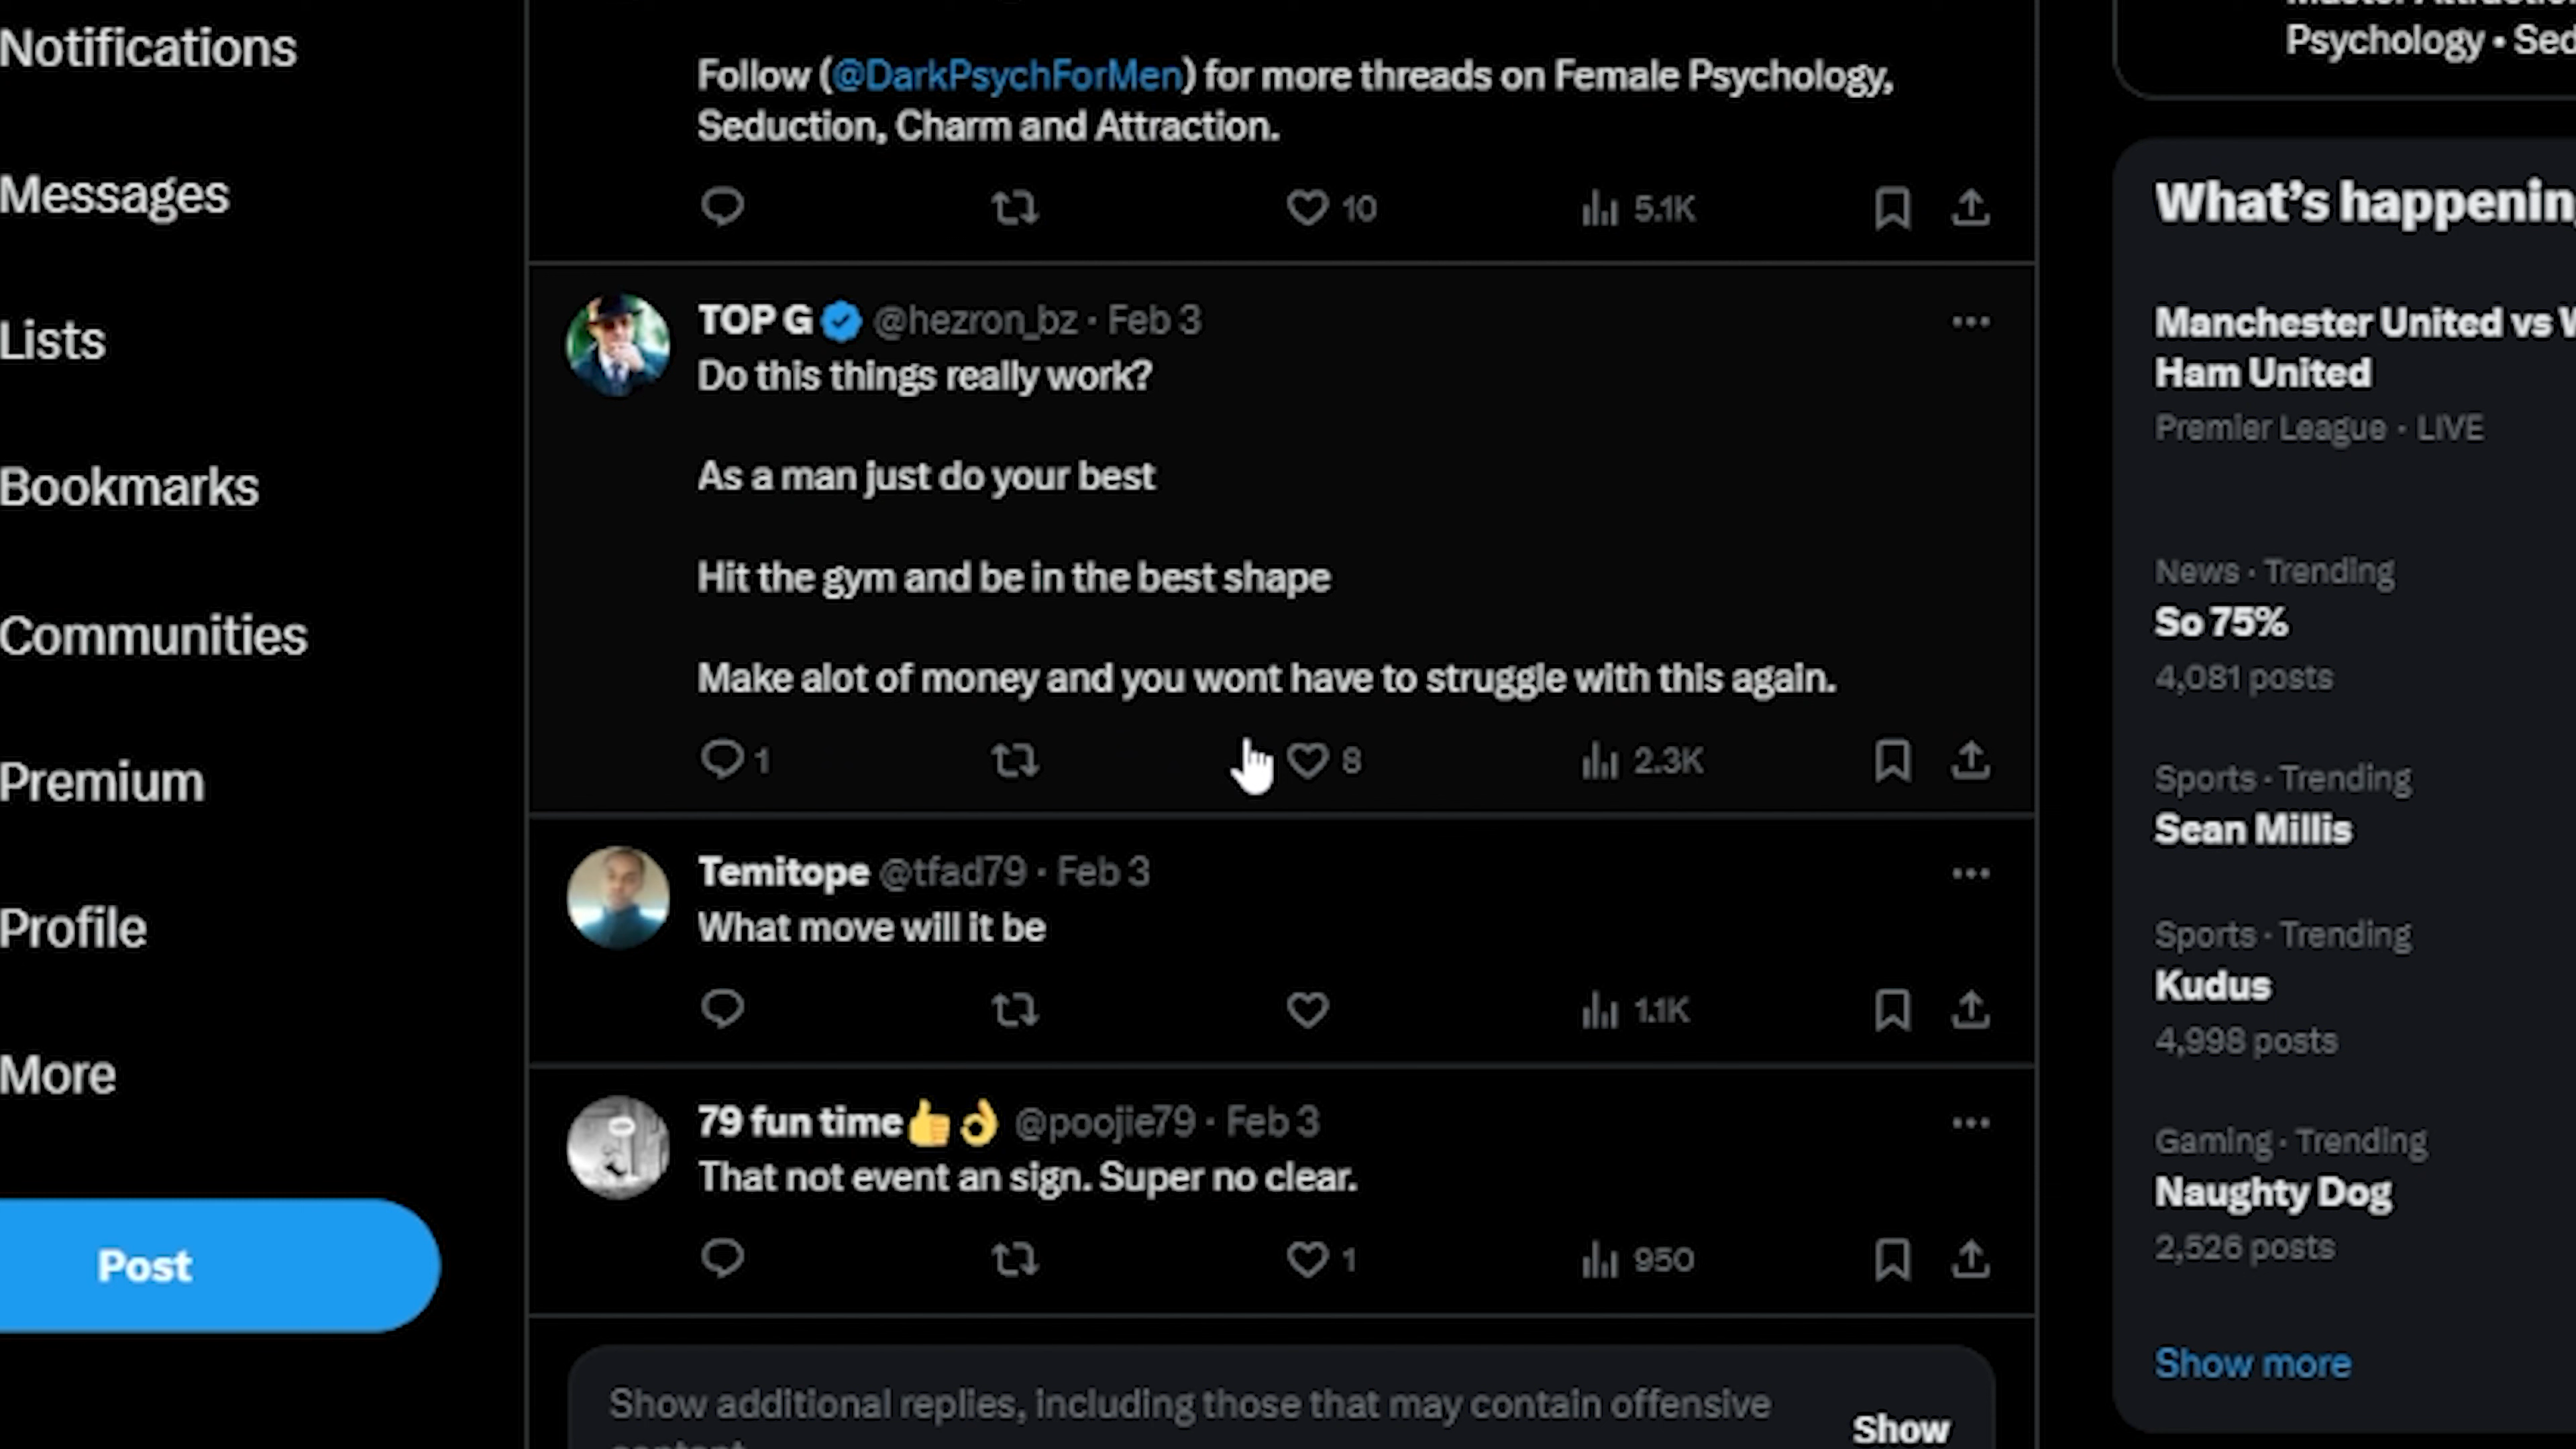 Notifications
Messages
Lists
Bookmarks
Communities
Premium
Profile
More
Post
Follow (@DarkPsychForMen) for more threads on Female Psychology,
Seduction, Charm and Attraction.
10
5.1K
TOP G @hezron_bz · Feb 3
Do this things really work?
As a man just do your best
Hit the gym and be in the best shape
Make alot of money and you wont have to struggle with this again.
1
8
2.3K
Temitope @tfad79 · Feb 3
What move will it be
1.1K
79 fun time👍👌 @poojie79 · Feb 3
That not event an sign. Super no clear.
1
950
Show additional replies, including those that may contain offensive
Show
Psychology • Sed
What's happenin
Manchester United vs W
Ham United
Premier League · LIVE
News · Trending
So 75%
4,081 posts
Sports · Trending
Sean Millis
Sports · Trending
Kudus
4,998 posts
Gaming · Trending
Naughty Dog
2,526 posts
Show more